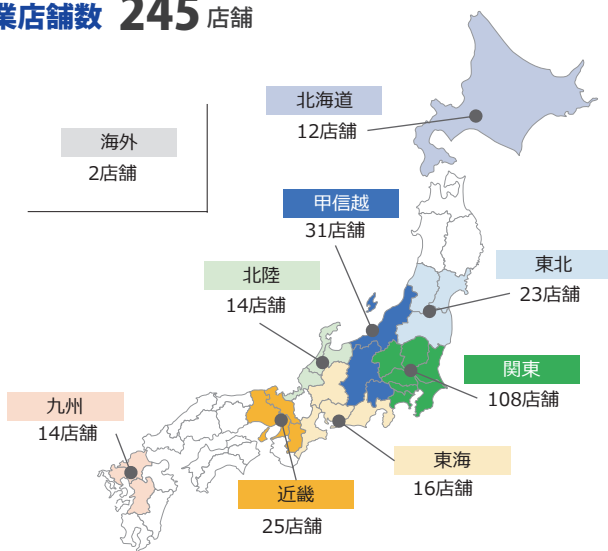 業店舗数 245 店舗
北海道
12店舗
海外
2店舗
甲信越
31店舗
東北
23店舗
北陸
14店舗
関東
108店舗
九州
14店舗
東海
16店舗
近畿
25店舗